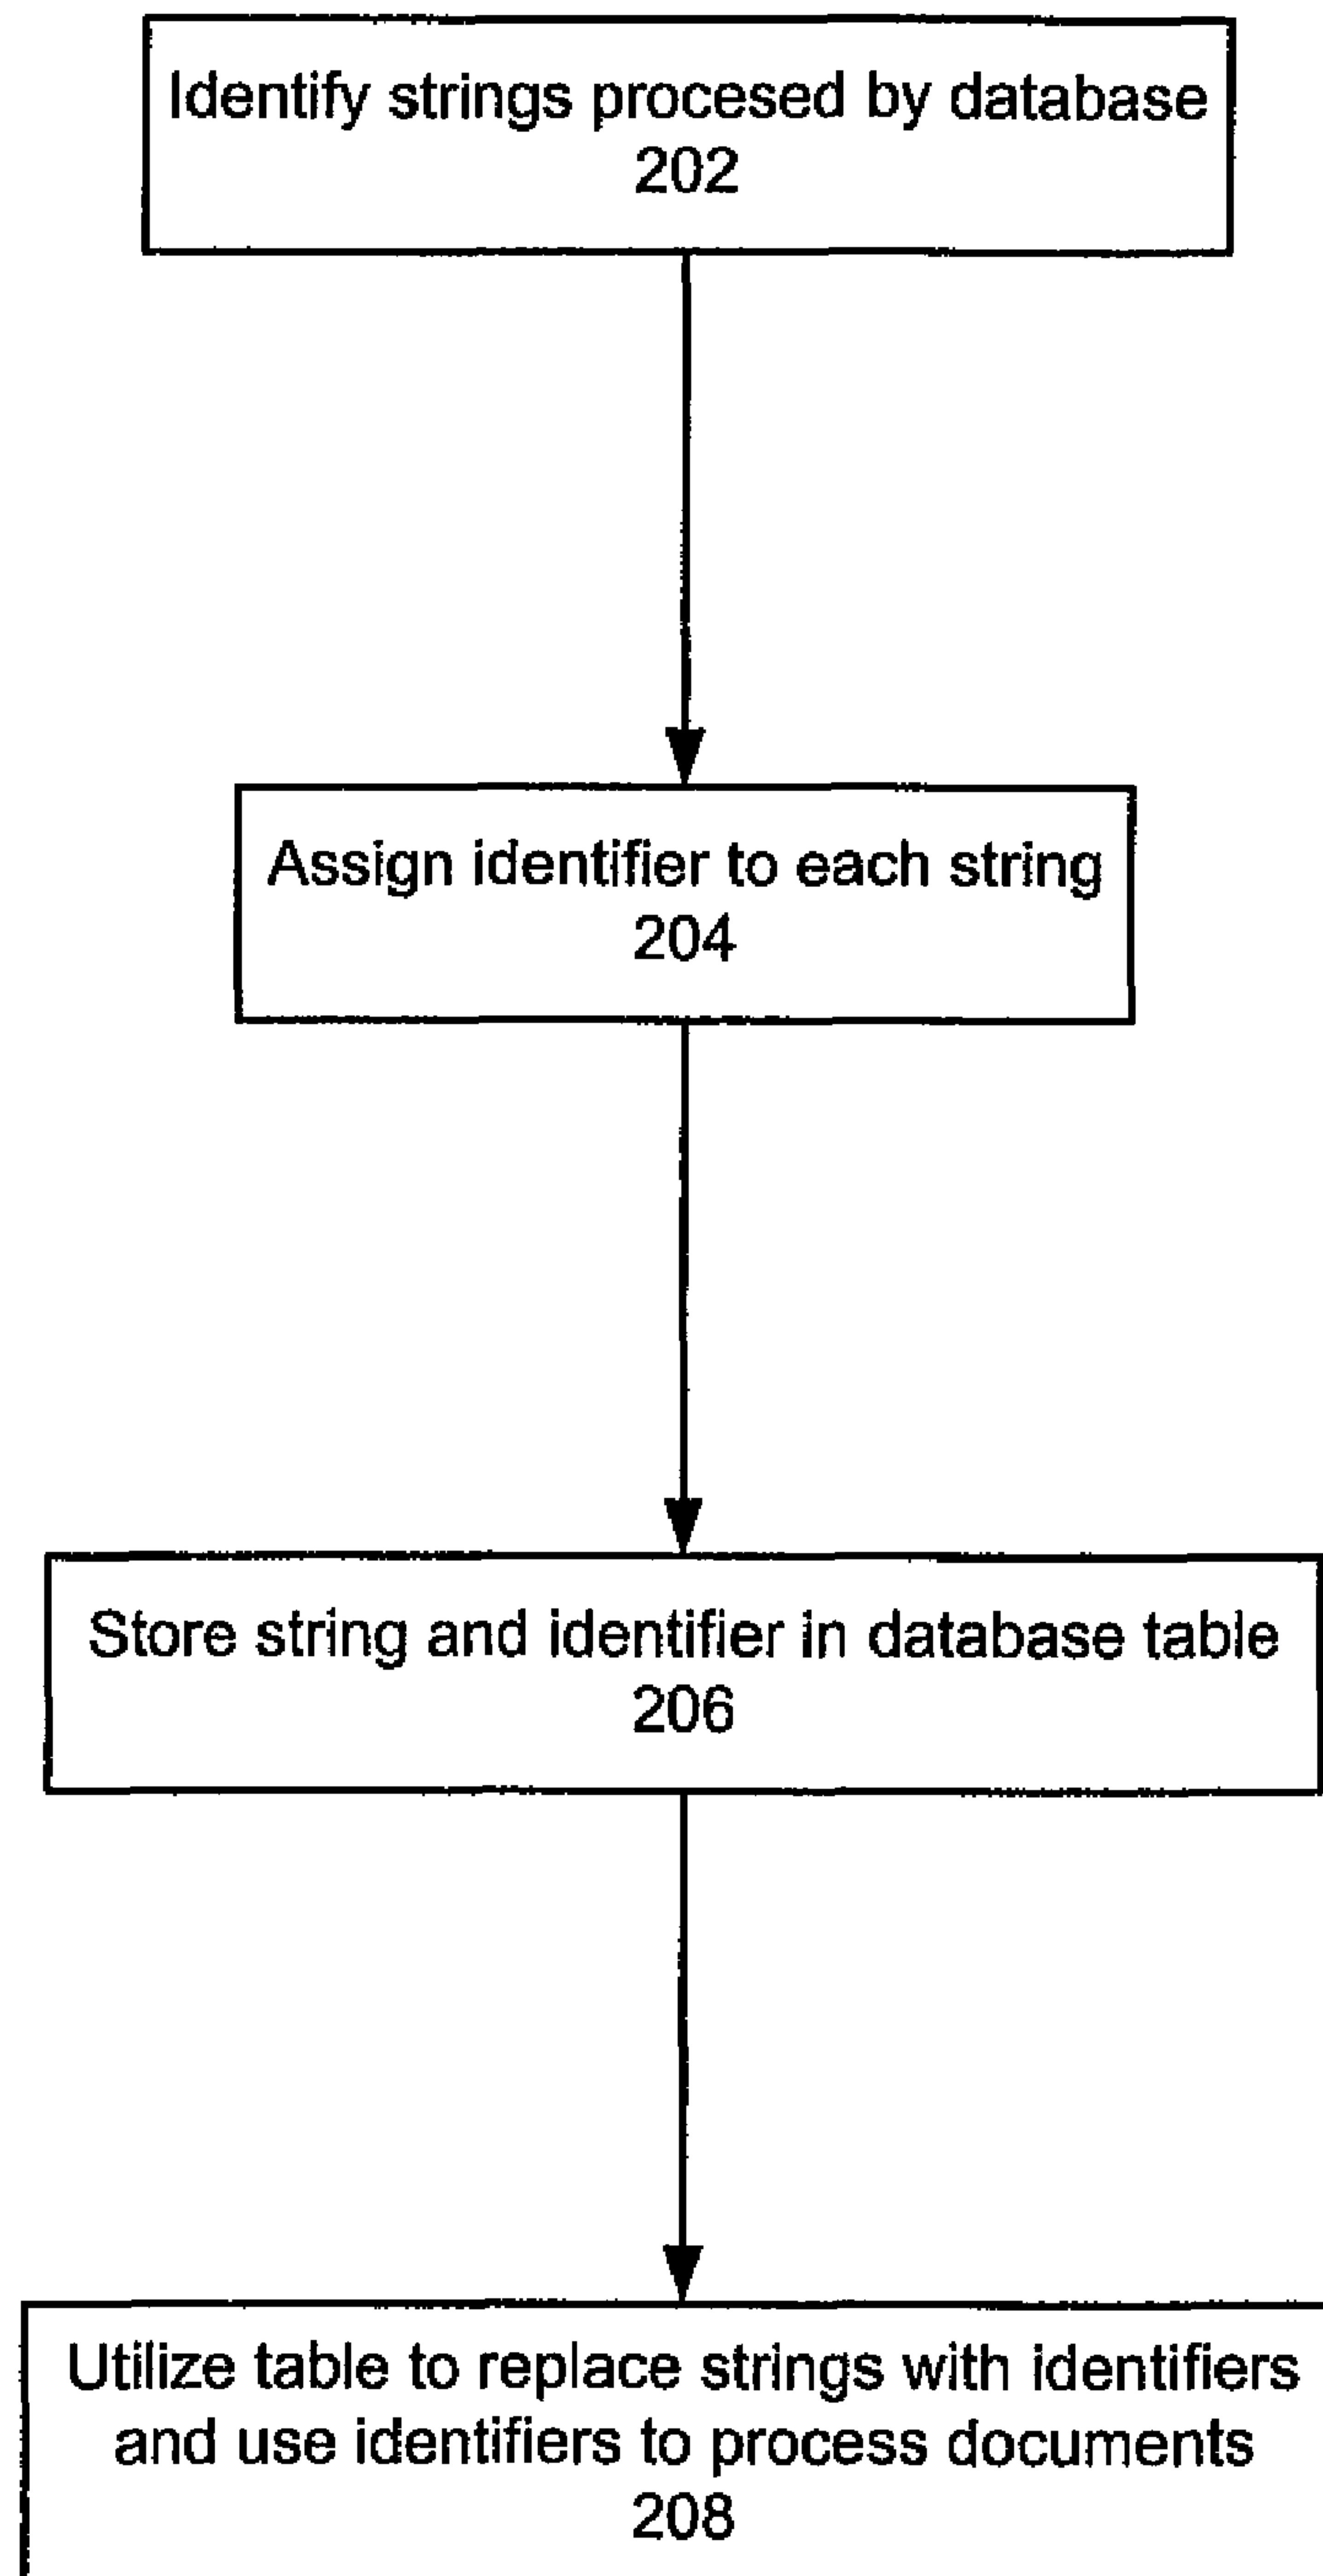 Identify strings procesed by database
202
Assign identifier to each string
204
Store string and identifier in database table
206
Utilize table to replace strings with identifiers
and use identifiers to process documents
208